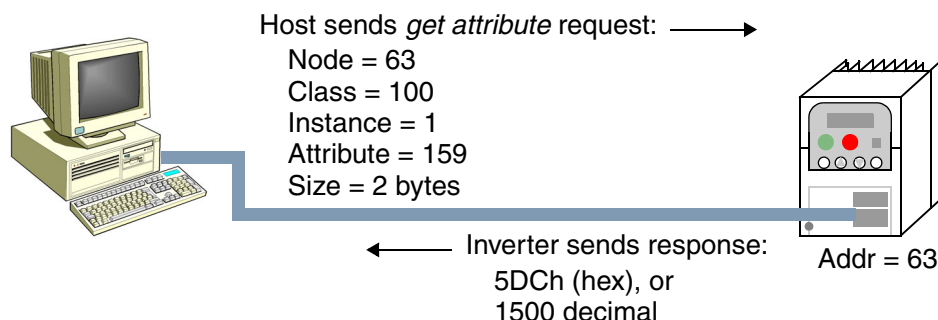 Host sends get attribute request:
Node = 63
Class = 100
Instance = 1
Attribute = 159
Size = 2 bytes
Inverter sends response:
5DCh (hex), or
1500 decimal
Addr = 63